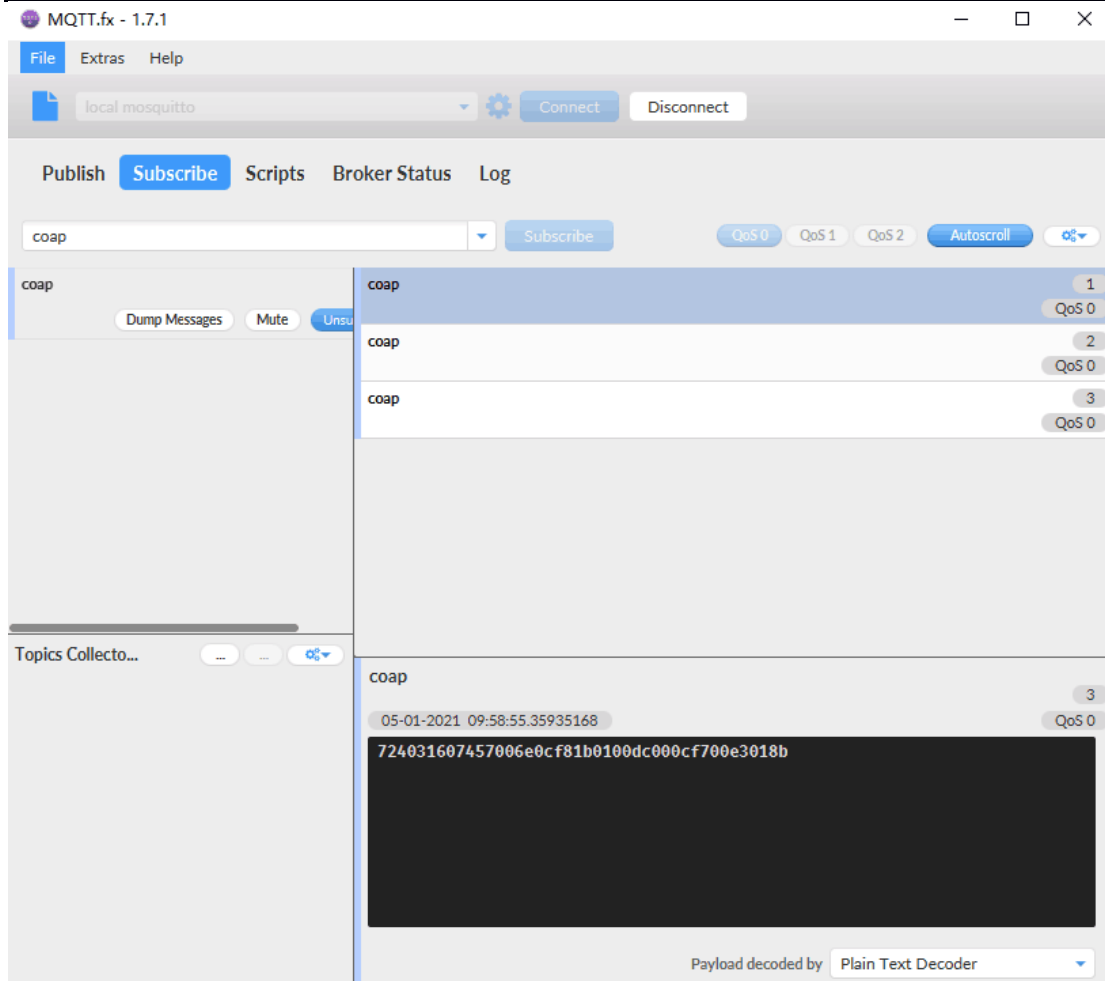 MQTT.fx - 1.7.1
File Extras Help
local mosquitto Connect Disconnect
Publish Subscribe Scripts Broker Status Log
coap Subscribe QoS 0 QoS 1 QoS 2 Autoscroll
coap
Dump Messages Mute Unsu
coap 1
QoS 0
coap 2
QoS 0
coap 3
QoS 0
Topics Collecto... ... ...
coap
3
05-01-2021 09:58:55.35935168 QoS 0
724031607457006e0cf81b0100dc000cf700e3018b
Payload decoded by Plain Text Decoder